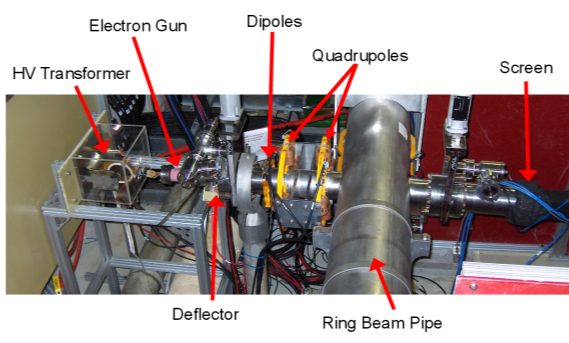 Electron Gun
Dipoles
Quadrupoles
HV Transformer
Screen
Deflector
Ring Beam Pipe